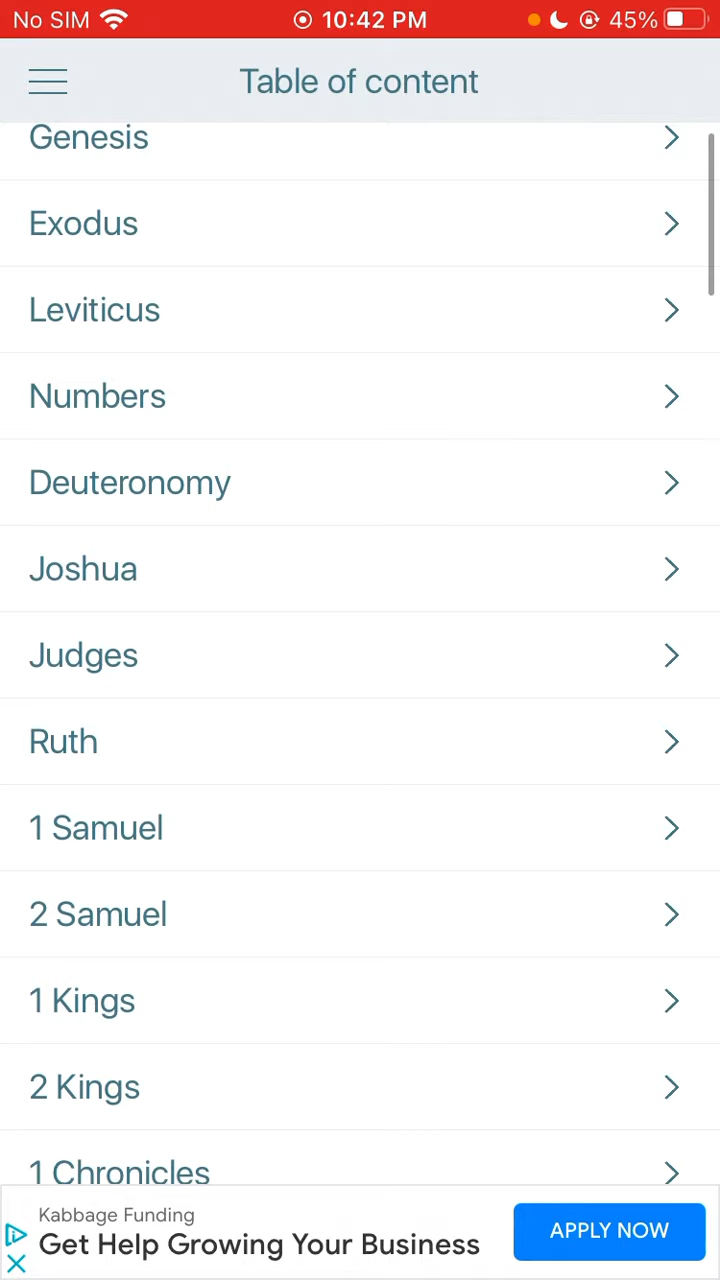 No SIM 10:42 PM 45%
Table of content
Genesis
Exodus
Leviticus
Numbers
Deuteronomy
Joshua
Judges
Ruth
1 Samuel
2 Samuel
1 Kings
2 Kings
1 Chronicles
Kabbage Funding
Get Help Growing Your Business
APPLY NOW